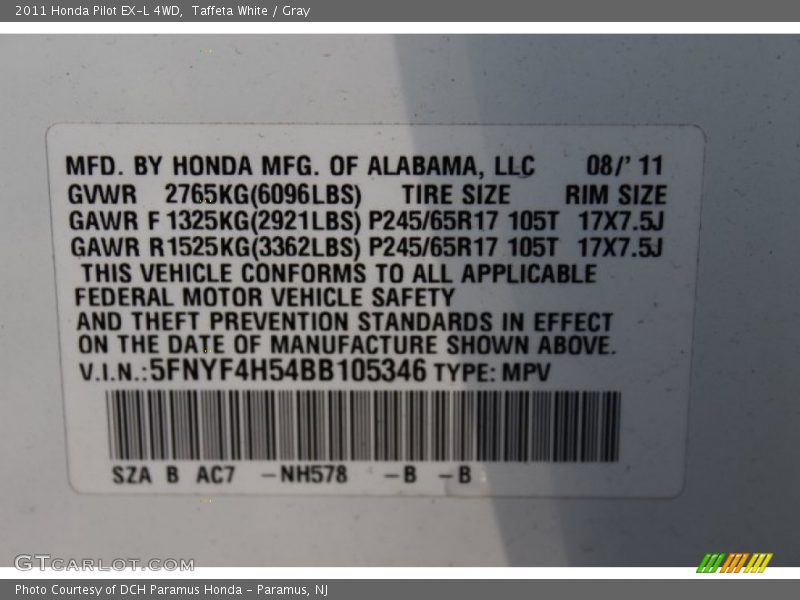 2011 Honda Pilot EX-L 4WD,  Taffeta White / Gray
MFD. BY HONDA MFG. OF ALABAMA, LLC 08/' 11
GVWR 2765KG(6096LBS) TIRE SIZE RIM SIZE
GAWR F 1325KG(2921LBS) P245/65R17 105T 17X7.5J
GAWR R 1525KG(3362LBS) P245/65R17 105T 17X7.5J
THIS VEHICLE CONFORMS TO ALL APPLICABLE
FEDERAL MOTOR VEHICLE SAFETY
AND THEFT PREVENTION STANDARDS IN EFFECT
ON THE DATE OF MANUFACTURE SHOWN ABOVE.
V.I.N.:5FNYF4H54BB105346 TYPE: MPV
SZA B AC7 -NH578 -B -B
GTCARLOT.COM
Photo Courtesy of DCH Paramus Honda - Paramus, NJ